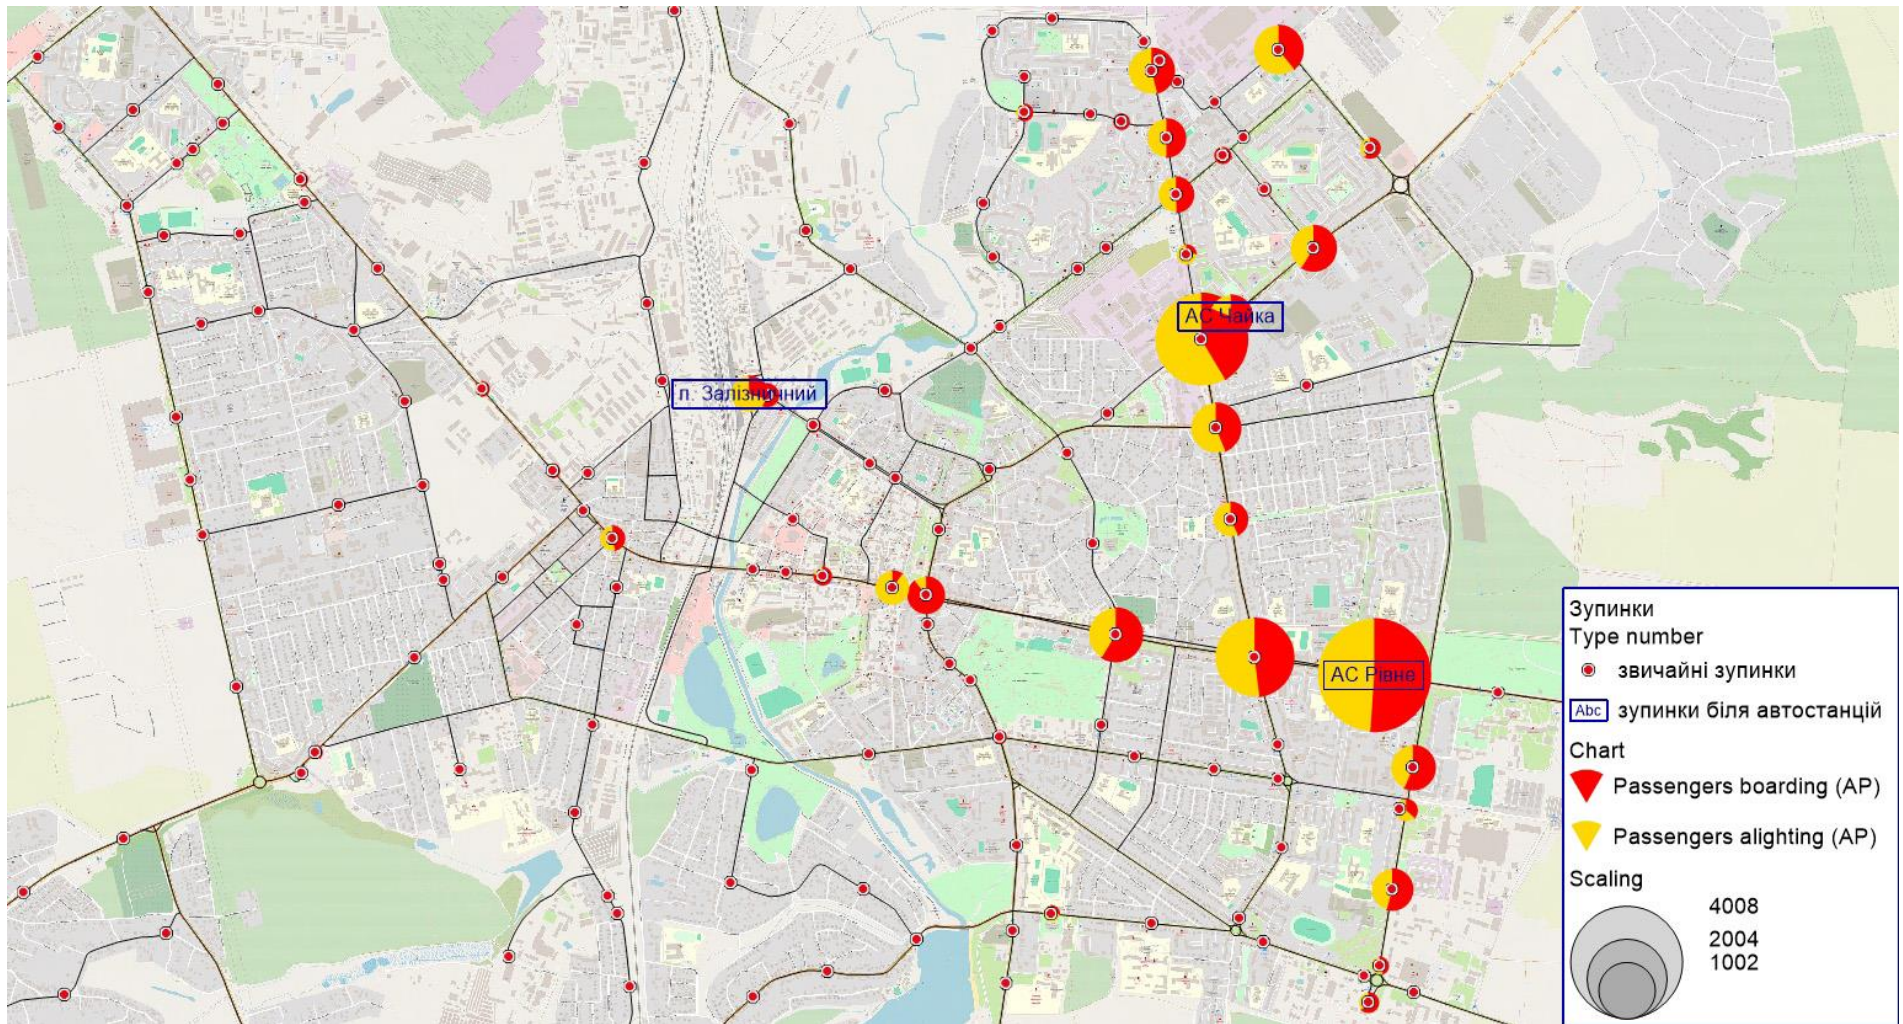 АС Чайка
п. Залізничний
АС Рівне
Зупинки
Type number
звичайні зупинки
Abc зупинки біля автостанцій
Chart
Passengers boarding (AP)
Passengers alighting (AP)
Scaling
4008
2004
1002